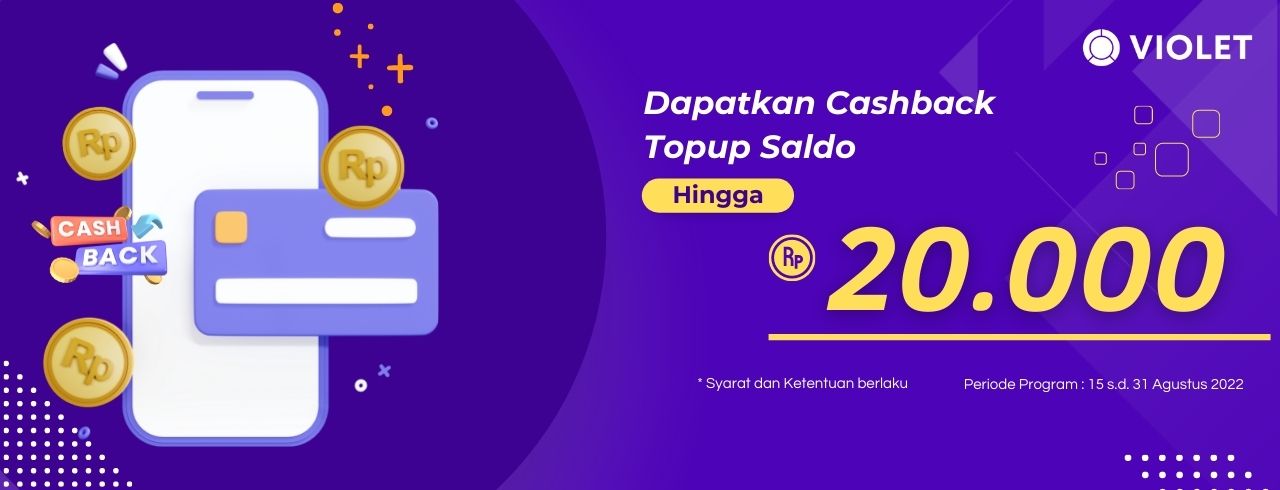 VIOLET
Dapatkan Cashback
Topup Saldo
Hingga
Rp 20.000
* Syarat dan Ketentuan berlaku
Periode Program : 15 s.d. 31 Agustus 2022
Rp
Rp
CASH
BACK
Rp